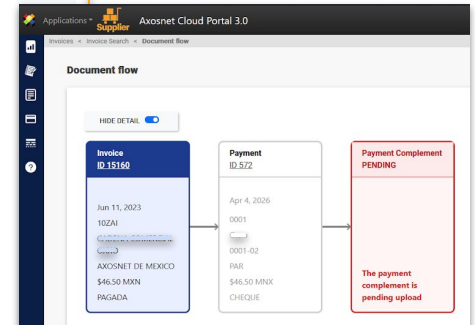 Applications
Supplier
Axosnet Cloud Portal 3.0
Invoices < Invoice Search < Document flow
Document flow
HIDE DETAIL
Invoice
ID 15160
Jun 11, 2023
10ZAI
AXOSNET DE MEXICO
$46.50 MXN
PAGADA
Payment
ID 572
Apr 4, 2026
0001
0001-02
PAR
$46.50 MNX
CHEQUE
Payment Complement
PENDING
The payment
complement is
pending upload